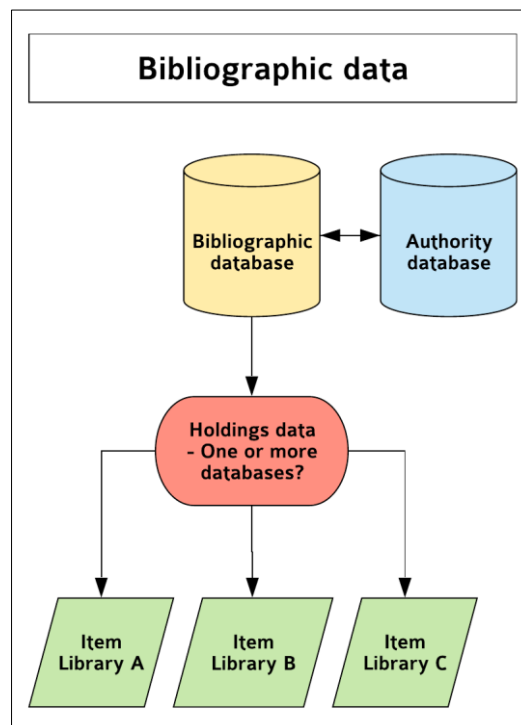 Bibliographic data
Bibliographic
database
Authority
database
Holdings data
- One or more
databases?
Item
Library A
Item
Library B
Item
Library C